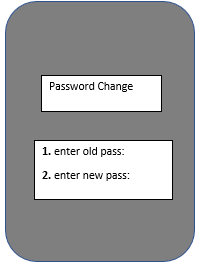 Password Change
1. enter old pass:
2. enter new pass: